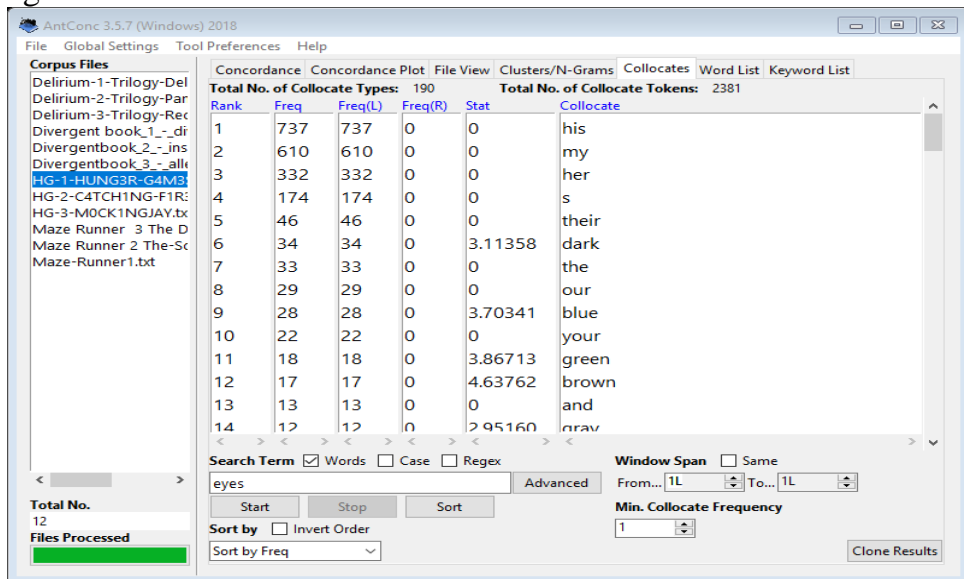 AntConc 3.5.7 (Windows) 2018
File Global Settings Tool Preferences Help
Corpus Files
Delirium-1-Trilogy-Del
Delirium-2-Trilogy-Par
Delirium-3-Trilogy-Rec
Divergent book_1_-_di
Divergentbook_2_-_ins
Divergentbook_3_-_alle
HG-1-HUNG3R-G4M3S
HG-2-C4TCH1NG-F1R3
HG-3-M0CK1NGJAY.tx
Maze Runner 3 The D
Maze Runner 2 The-Sc
Maze-Runner1.txt
Total No.
12
Files Processed
Concordance Concordance Plot File View Clusters/N-Grams Collocates Word List Keyword List
Total No. of Collocate Types: 190 Total No. of Collocate Tokens: 2381
Rank Freq Freq(L) Freq(R) Stat Collocate
1 737 737 0 0 his
2 610 610 0 0 my
3 332 332 0 0 her
4 174 174 0 0 s
5 46 46 0 0 their
6 34 34 0 3.11358 dark
7 33 33 0 0 the
8 29 29 0 0 our
9 28 28 0 3.70341 blue
10 22 22 0 0 your
11 18 18 0 3.86713 green
12 17 17 0 4.63762 brown
13 13 13 0 0 and
14 12 12 0 2.95160 gray
Search Term Words Case Regex Window Span Same
eyes Advanced From... 1L To... 1L
Start Stop Sort Min. Collocate Frequency
Sort by Invert Order 1
Sort by Freq Clone Results